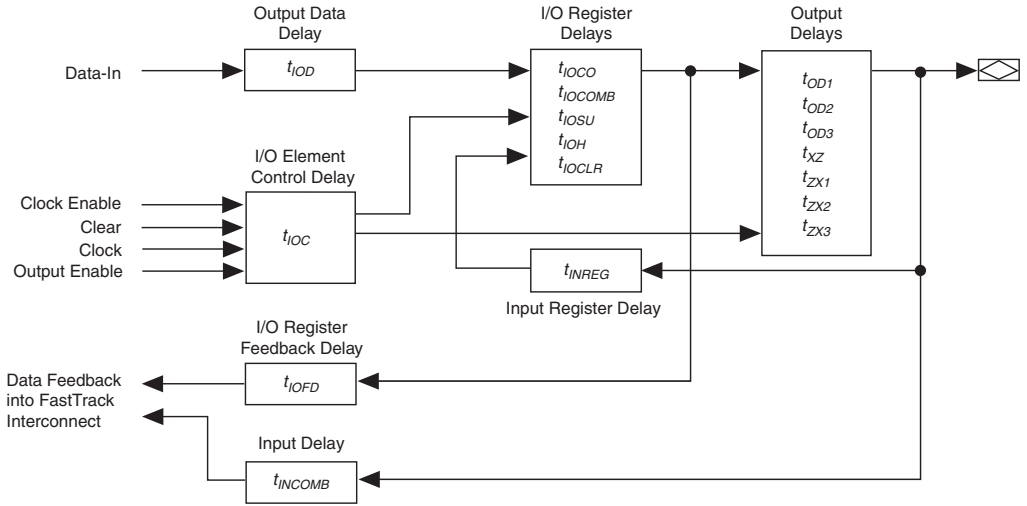 Output Data
Delay
I/O Register
Delays
Output
Delays
Data-In
tIOD
tIOCO
tIOCOMB
tIOSU
tIOH
tIOCLR
tOD1
tOD2
tOD3
tXZ
tZX1
tZX2
tZX3
I/O Element
Control Delay
Clock Enable
Clear
Clock
Output Enable
tIOC
tINREG
Input Register Delay
I/O Register
Feedback Delay
tIOFD
Data Feedback
into FastTrack
Interconnect
Input Delay
tINCOMB